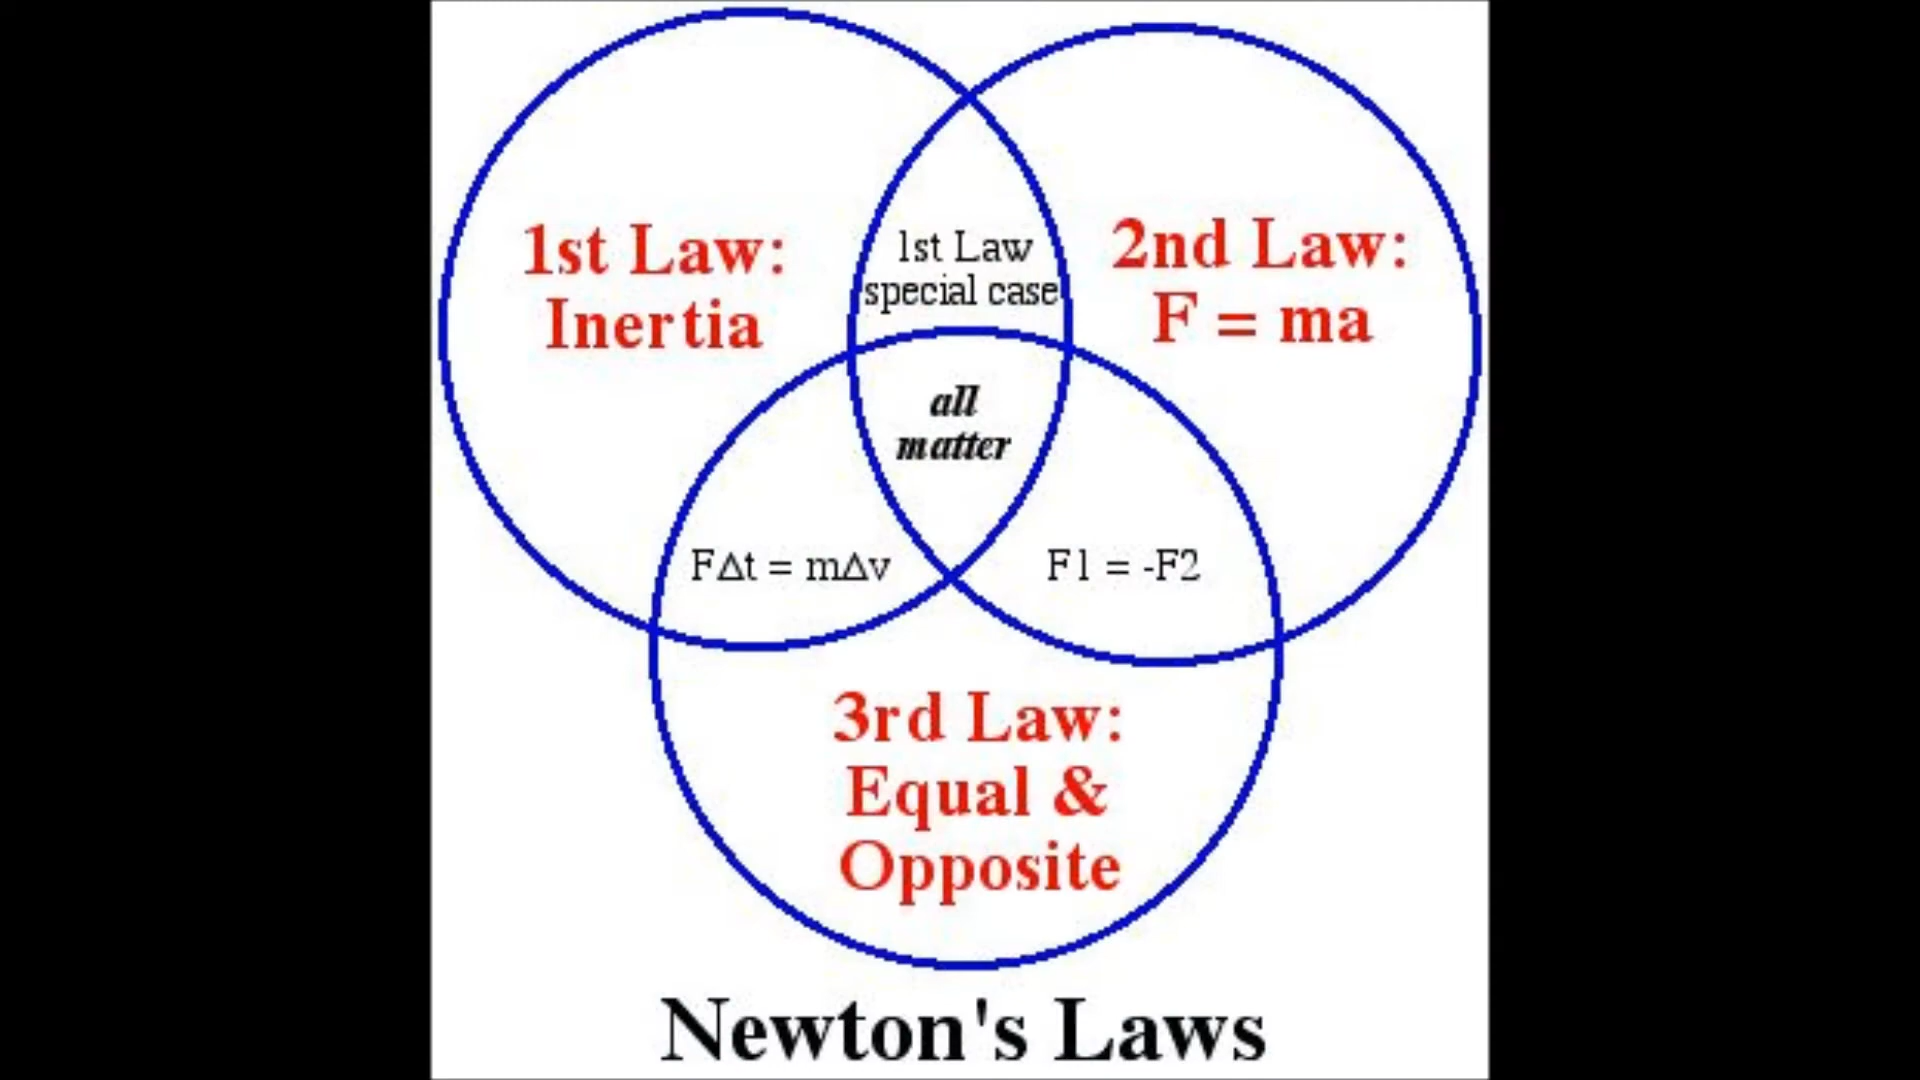 1st Law:
Inertia
1st Law
special case
2nd Law:
F = ma
all
matter
FΔt = mΔv
F1 = -F2
3rd Law:
Equal &
Opposite
Newton's Laws